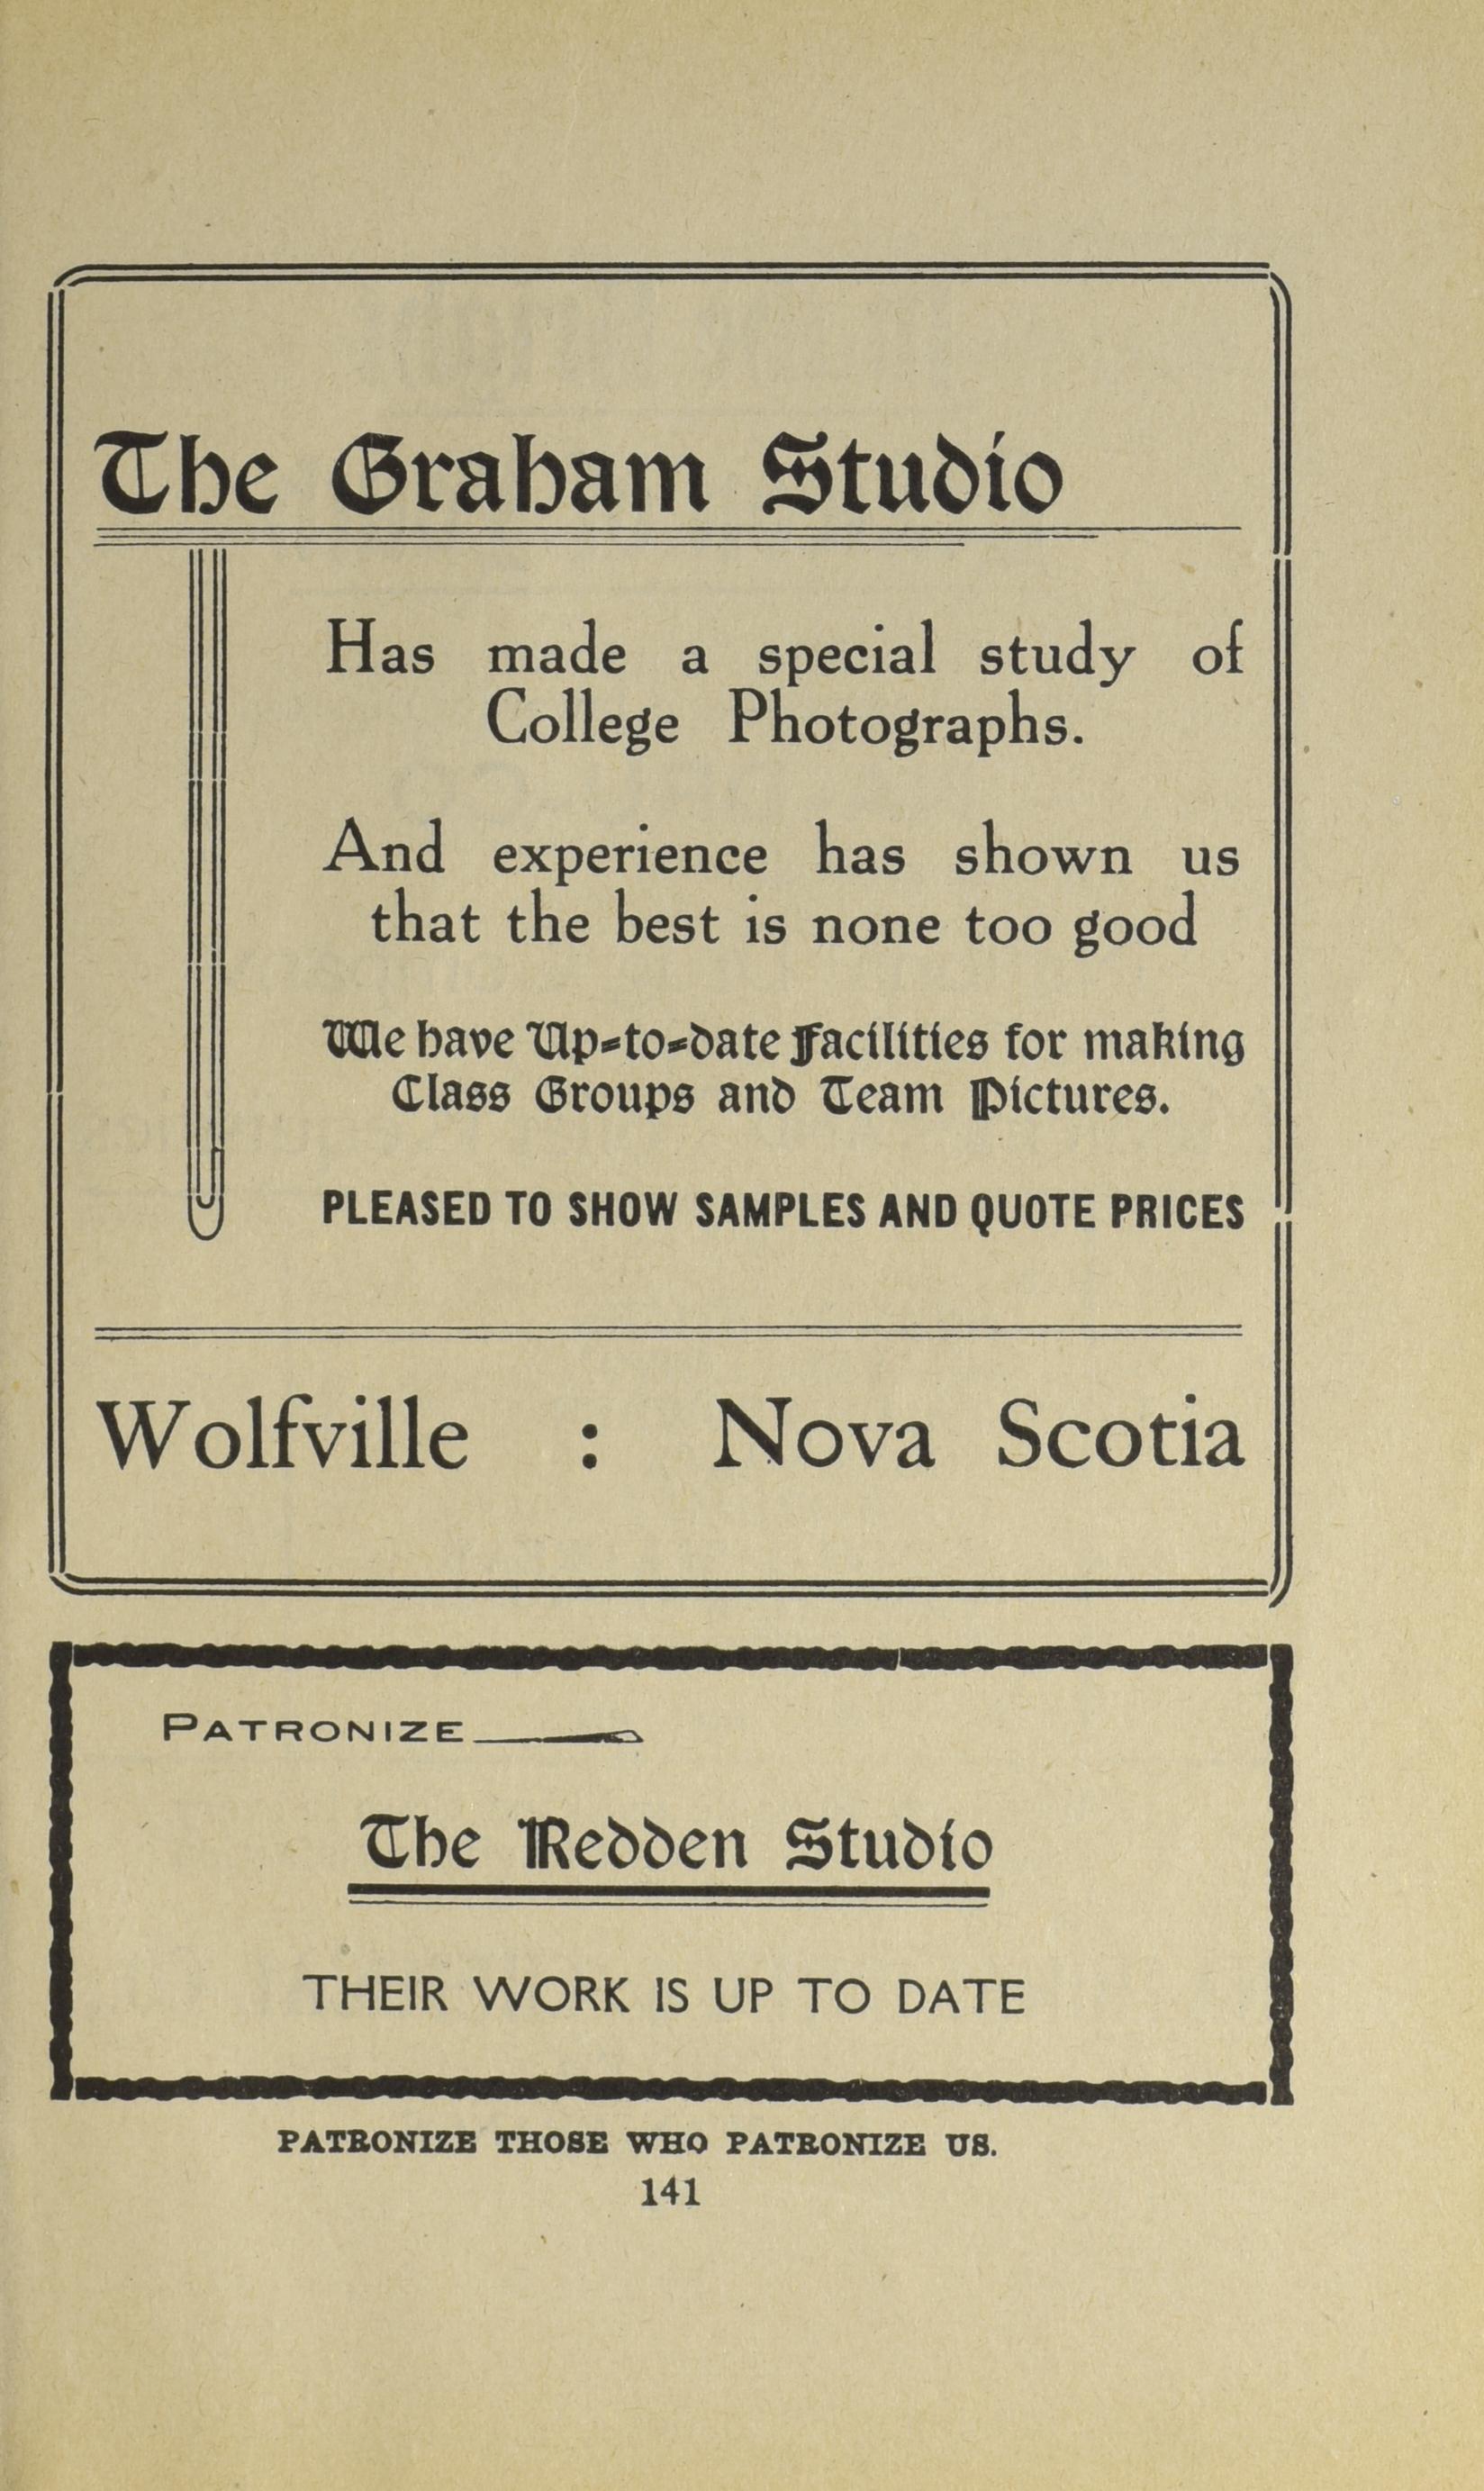 The Graham Studio
Has made a special study of
College Photographs.
And experience has shown us
that the best is none too good
We have Up-to-date Facilities for making
Class Groups and Team Pictures.
PLEASED TO SHOW SAMPLES AND QUOTE PRICES
Wolfville : Nova Scotia
PATRONIZE
The Redden Studio
THEIR WORK IS UP TO DATE
PATRONIZE THOSE WHO PATRONIZE US.
141